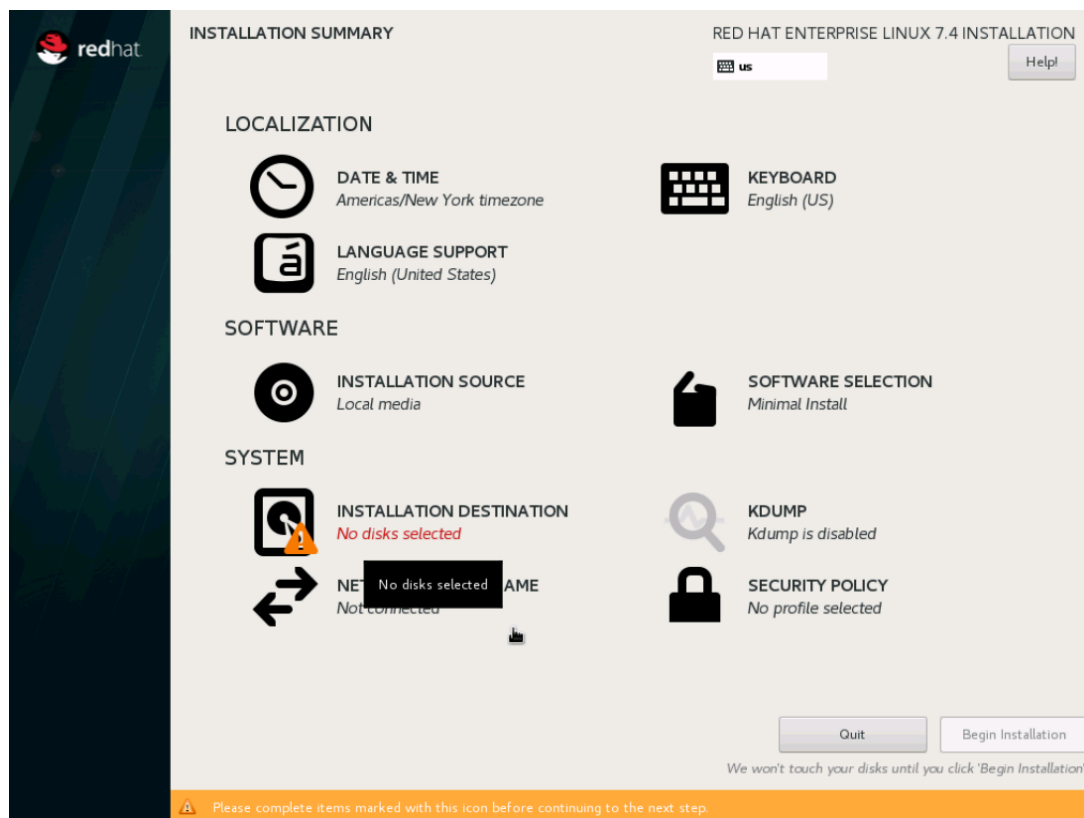 redhat.
INSTALLATION SUMMARY
RED HAT ENTERPRISE LINUX 7.4 INSTALLATION
us
Help!
LOCALIZATION
DATE & TIME
Americas/New York timezone
KEYBOARD
English (US)
á
LANGUAGE SUPPORT
English (United States)
SOFTWARE
INSTALLATION SOURCE
Local media
SOFTWARE SELECTION
Minimal Install
SYSTEM
INSTALLATION DESTINATION
No disks selected
KDUMP
Kdump is disabled
NET AME
No disks selected
Not connected
SECURITY POLICY
No profile selected
Quit
Begin Installation
We won't touch your disks until you click 'Begin Installation'
Please complete items marked with this icon before continuing to the next step.